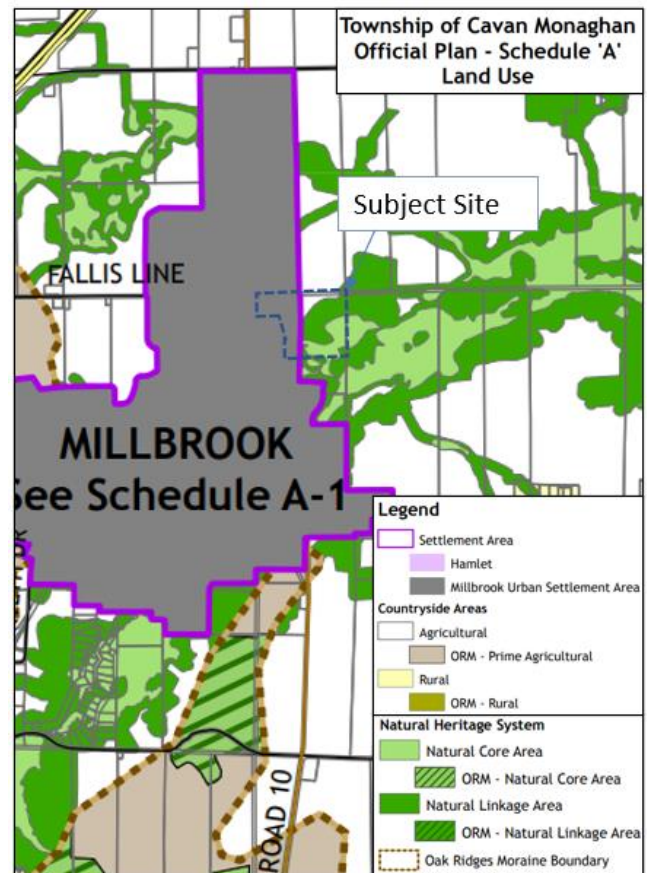 Township of Cavan Monaghan
Official Plan - Schedule 'A'
Land Use
Subject Site
FALLIS LINE
MILLBROOK
See Schedule A-1
ROAD 10
Legend
Settlement Area
Hamlet
Millbrook Urban Settlement Area
Countryside Areas
Agricultural
ORM - Prime Agricultural
Rural
ORM - Rural
Natural Heritage System
Natural Core Area
ORM - Natural Core Area
Natural Linkage Area
ORM - Natural Linkage Area
Oak Ridges Moraine Boundary